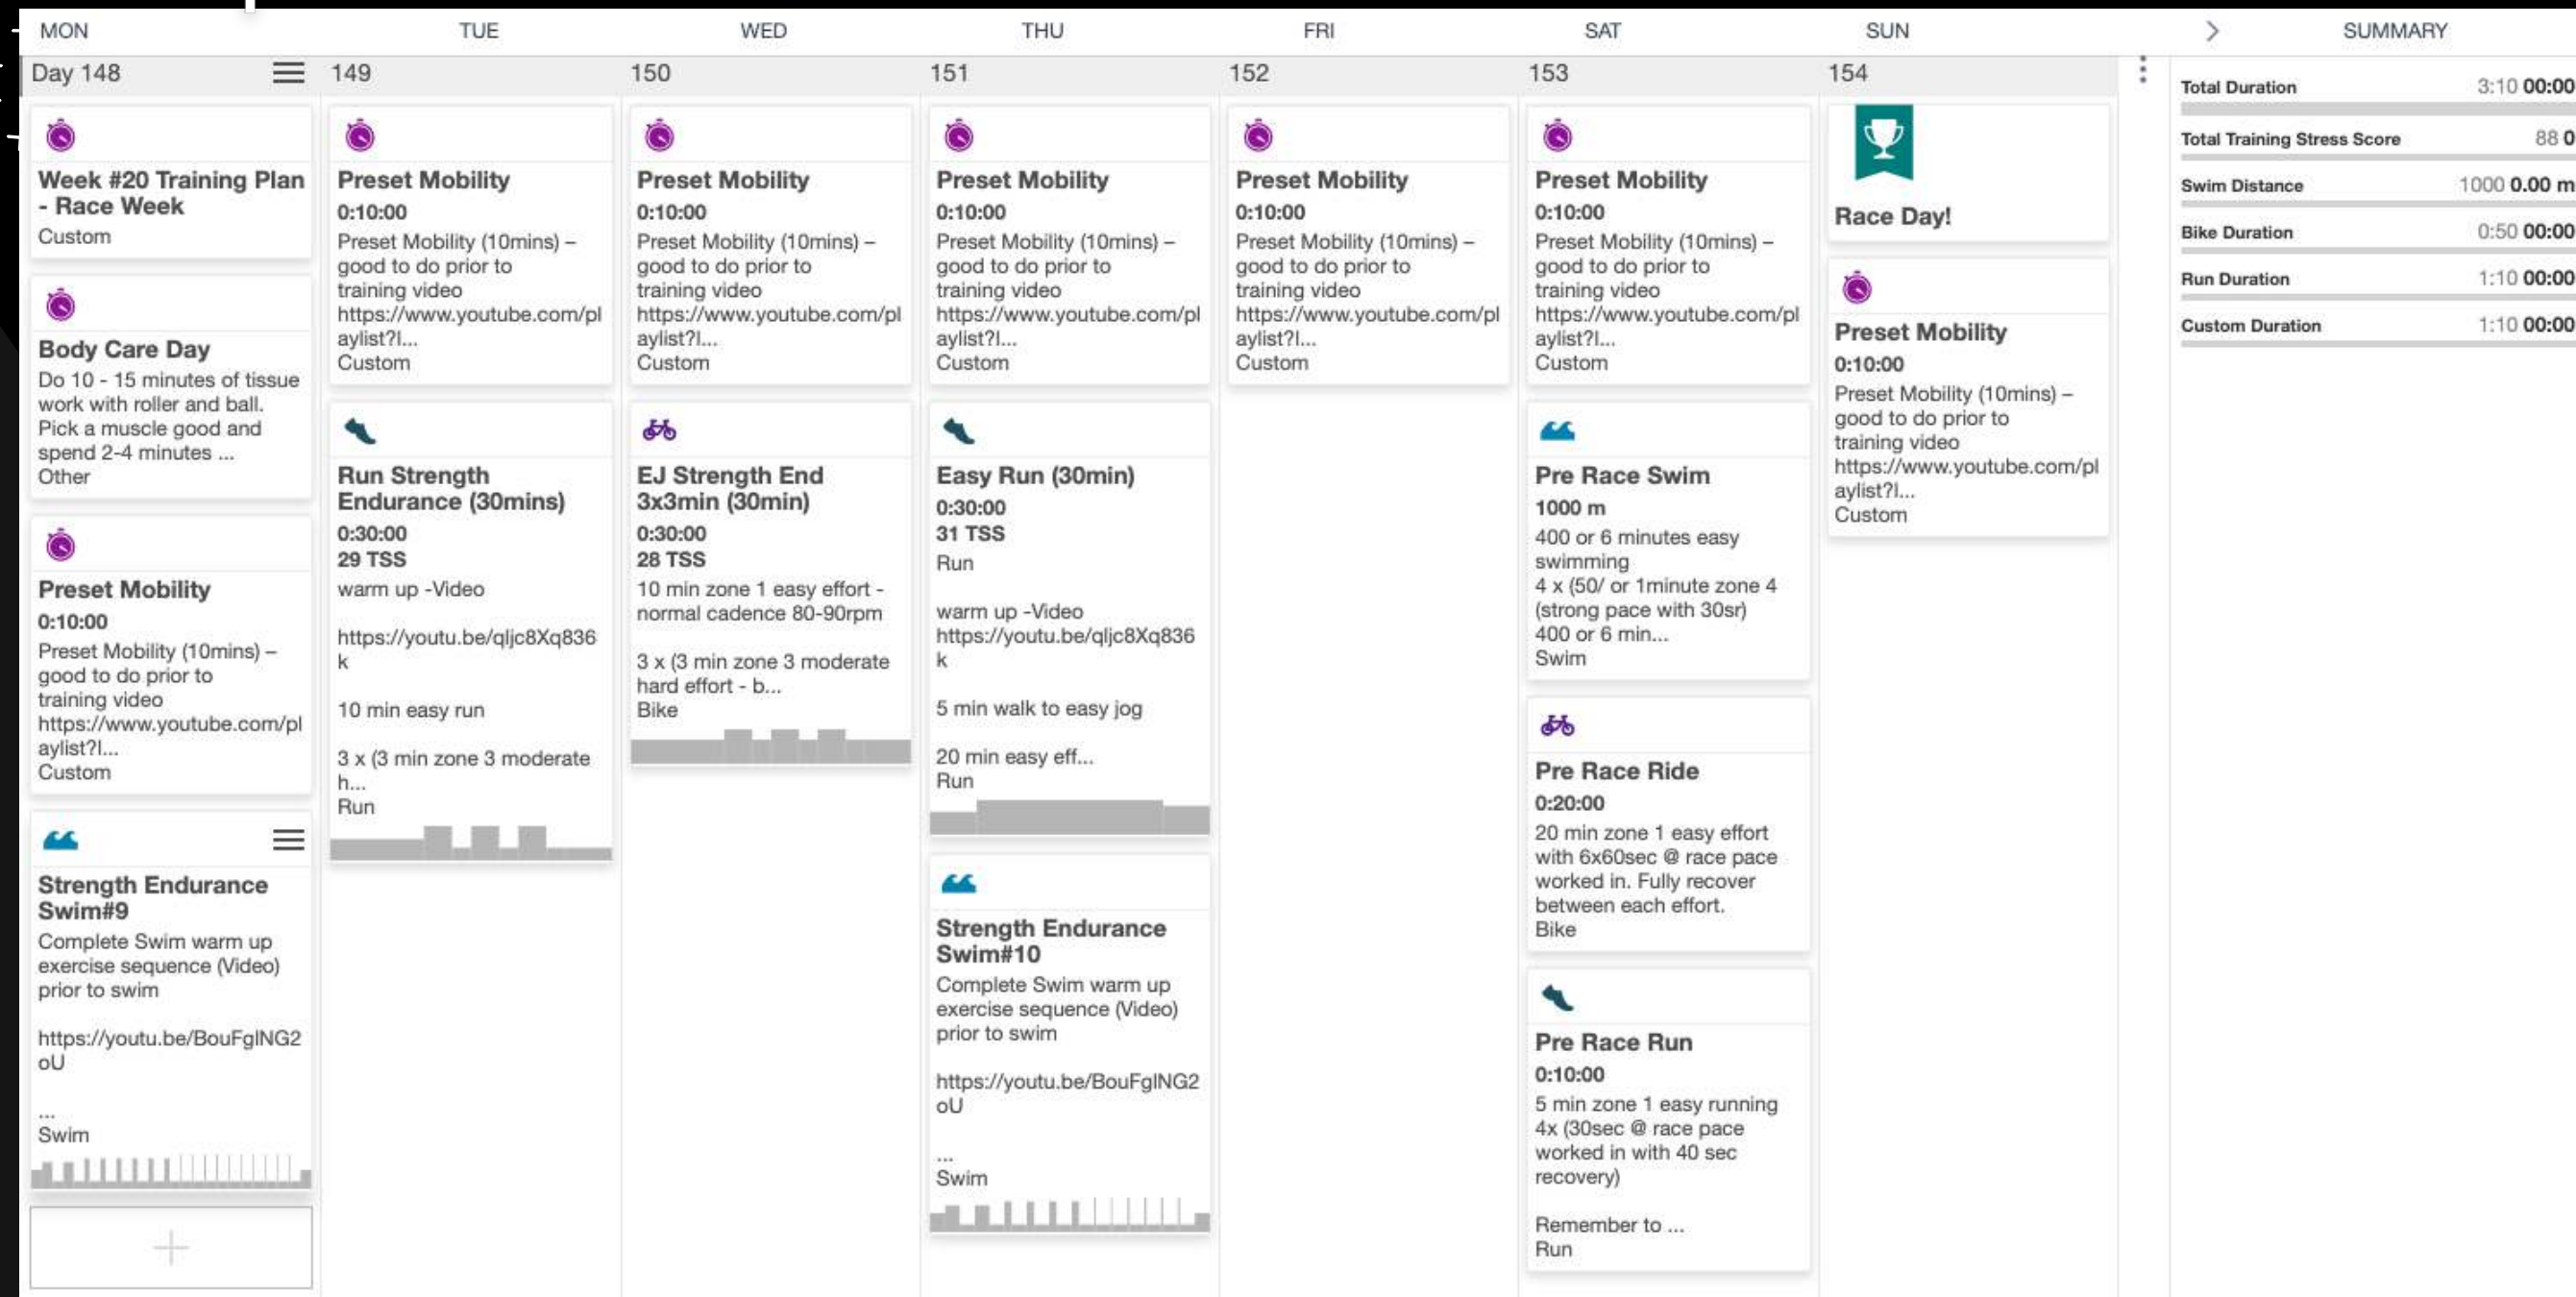 MON
TUE
WED
THU
FRI
SAT
SUN
SUMMARY
Day 148
149
150
151
152
153
154
Week #20 Training Plan
- Race Week
Custom
Body Care Day
Do 10 - 15 minutes of tissue
work with roller and ball.
Pick a muscle good and
spend 2-4 minutes ...
Other
Preset Mobility
0:10:00
Preset Mobility (10mins) –
good to do prior to
training video
https://www.youtube.com/pl
aylist?l...
Custom
Strength Endurance
Swim#9
Complete Swim warm up
exercise sequence (Video)
prior to swim
https://youtu.be/BouFglNG2
oU
...
Swim
Preset Mobility
0:10:00
Preset Mobility (10mins) –
good to do prior to
training video
https://www.youtube.com/pl
aylist?l...
Custom
Run Strength
Endurance (30mins)
0:30:00
29 TSS
warm up -Video
https://youtu.be/qljc8Xq836
k
10 min easy run
3 x (3 min zone 3 moderate
h...
Run
Preset Mobility
0:10:00
Preset Mobility (10mins) –
good to do prior to
training video
https://www.youtube.com/pl
aylist?l...
Custom
EJ Strength End
3x3min (30min)
0:30:00
28 TSS
10 min zone 1 easy effort -
normal cadence 80-90rpm
3 x (3 min zone 3 moderate
hard effort - b...
Bike
Preset Mobility
0:10:00
Preset Mobility (10mins) –
good to do prior to
training video
https://www.youtube.com/pl
aylist?l...
Custom
Easy Run (30min)
0:30:00
31 TSS
Run
warm up -Video
https://youtu.be/qljc8Xq836
k
5 min walk to easy jog
20 min easy eff...
Run
Strength Endurance
Swim#10
Complete Swim warm up
exercise sequence (Video)
prior to swim
https://youtu.be/BouFglNG2
oU
...
Swim
Preset Mobility
0:10:00
Preset Mobility (10mins) –
good to do prior to
training video
https://www.youtube.com/pl
aylist?l...
Custom
Preset Mobility
0:10:00
Preset Mobility (10mins) –
good to do prior to
training video
https://www.youtube.com/pl
aylist?l...
Custom
Pre Race Swim
1000 m
400 or 6 minutes easy
swimming
4 x (50/ or 1minute zone 4
(strong pace with 30sr)
400 or 6 min...
Swim
Pre Race Ride
0:20:00
20 min zone 1 easy effort
with 6x60sec @ race pace
worked in. Fully recover
between each effort.
Bike
Pre Race Run
0:10:00
5 min zone 1 easy running
4x (30sec @ race pace
worked in with 40 sec
recovery)
Remember to ...
Run
Race Day!
Preset Mobility
0:10:00
Preset Mobility (10mins) –
good to do prior to
training video
https://www.youtube.com/pl
aylist?l...
Custom
Total Duration 3:10 00:00
Total Training Stress Score 88 0
Swim Distance 1000 0.00 m
Bike Duration 0:50 00:00
Run Duration 1:10 00:00
Custom Duration 1:10 00:00